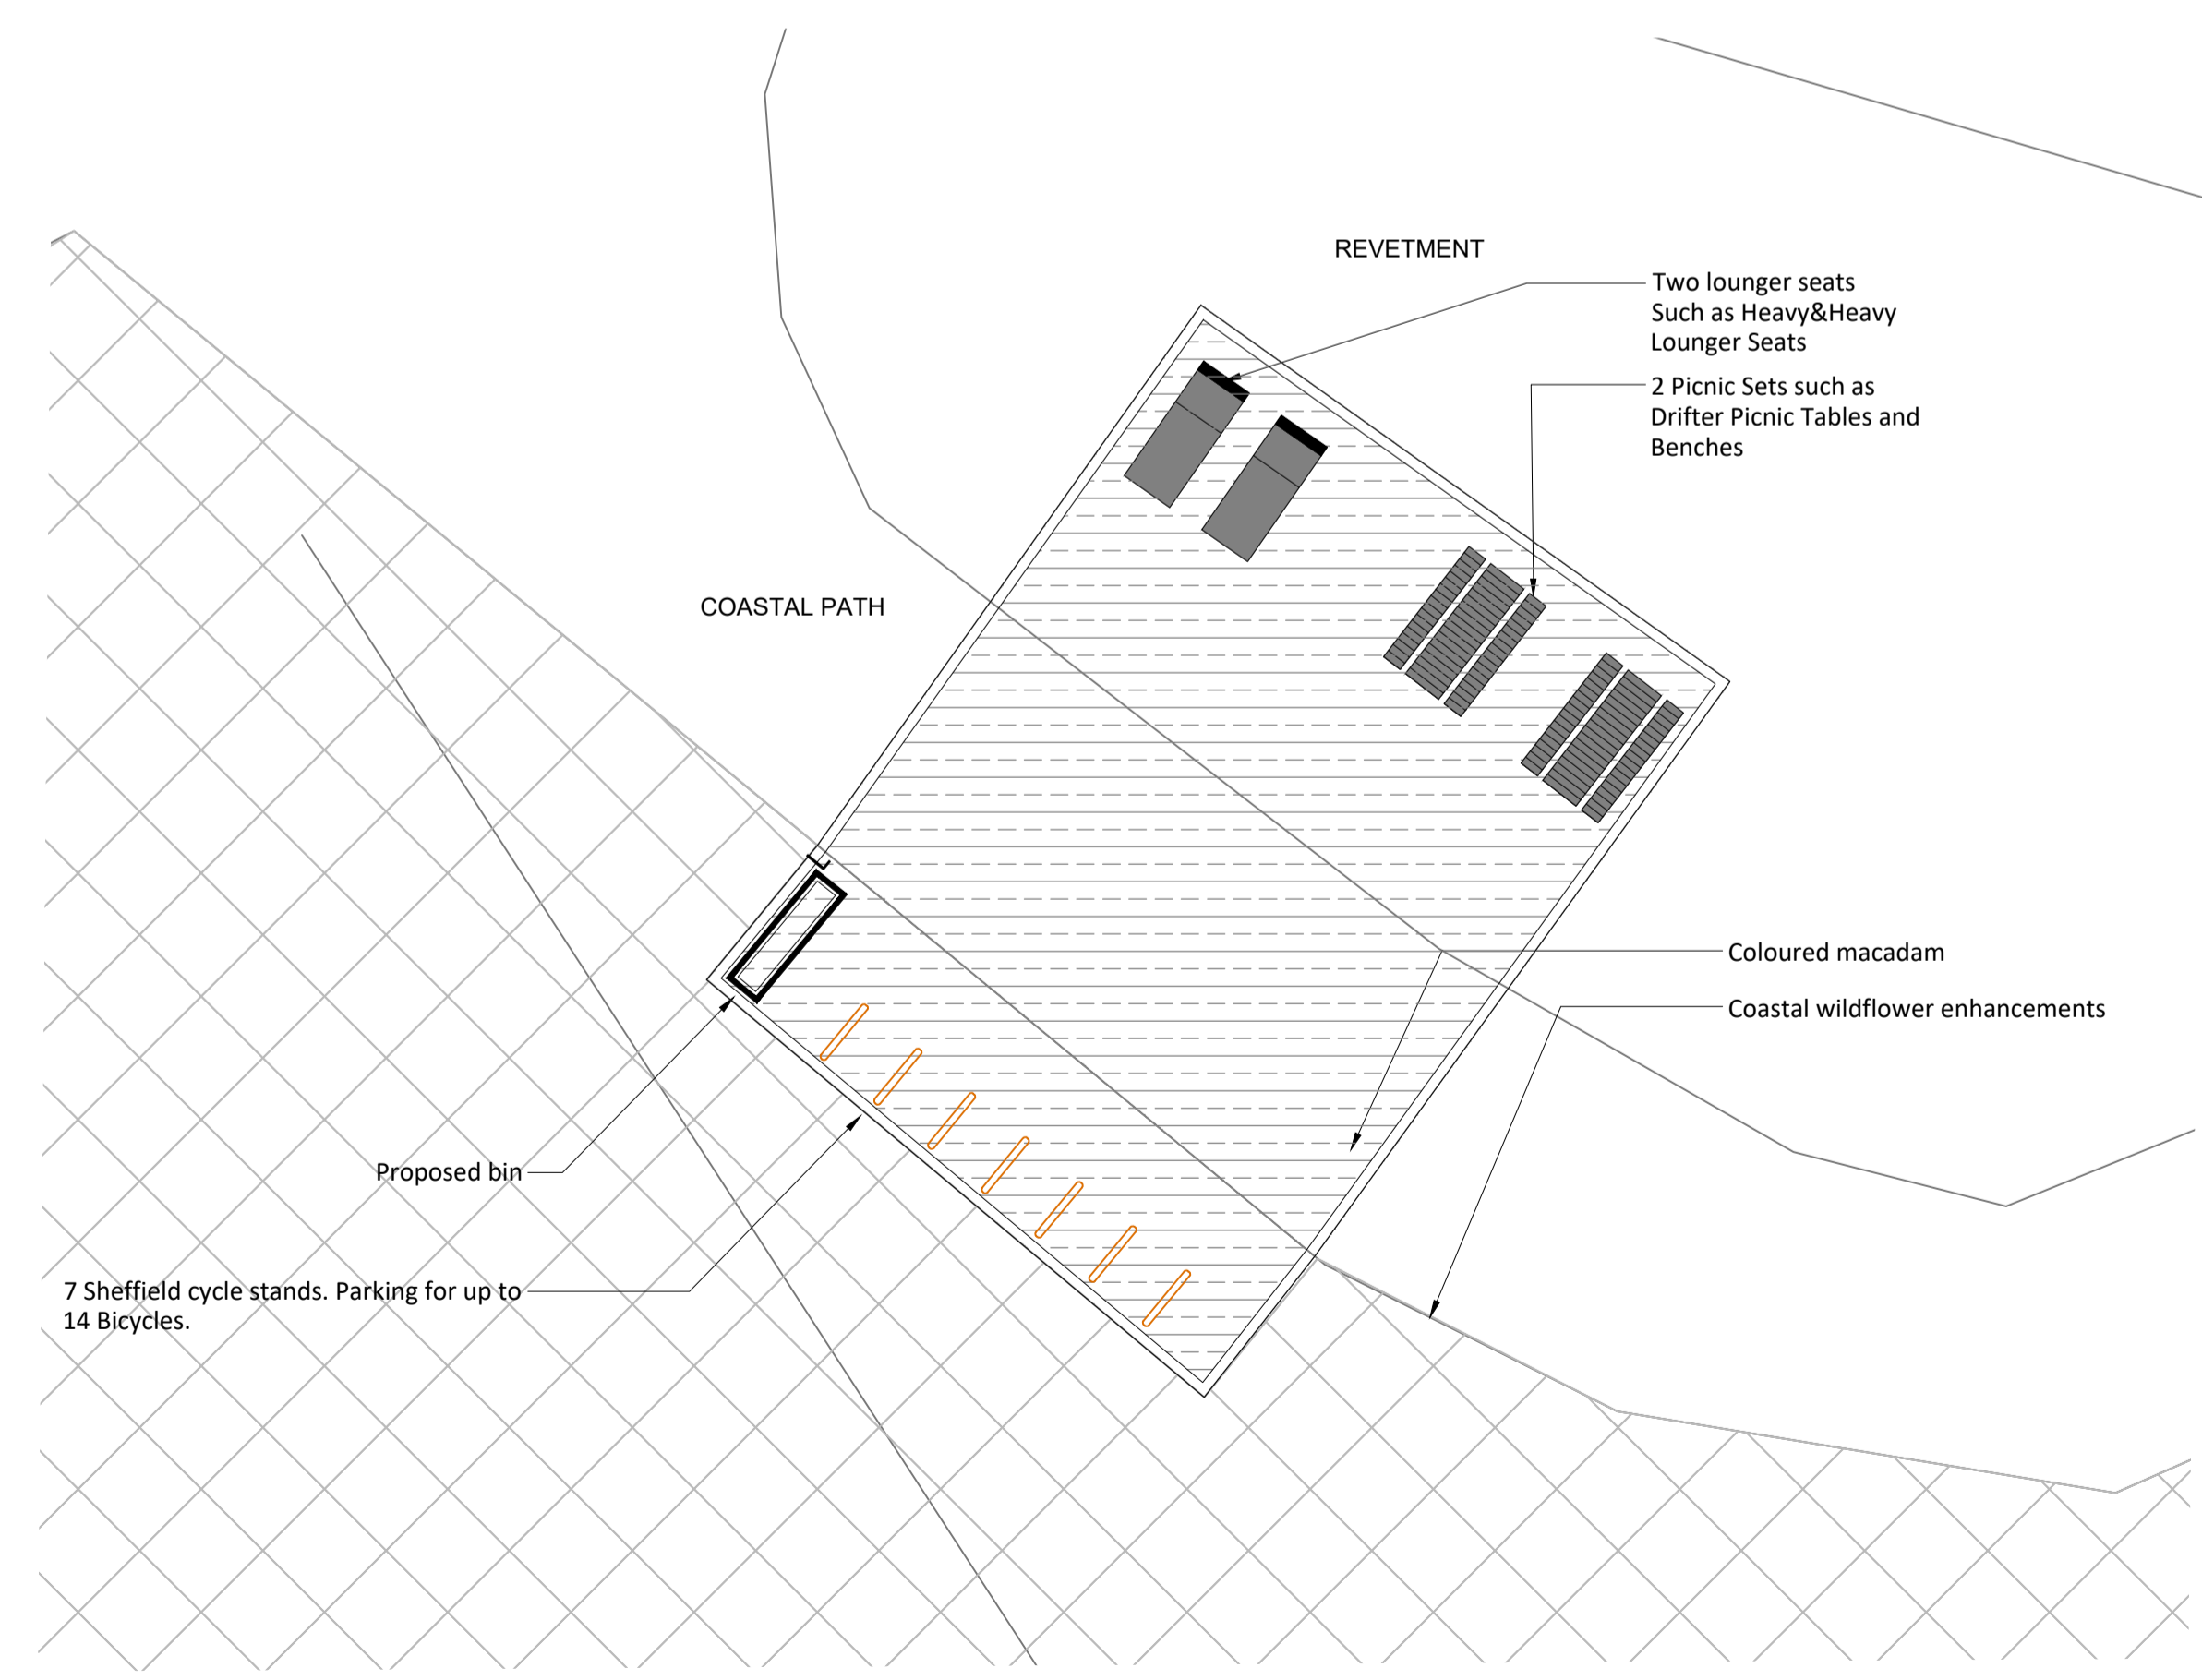 REVETMENT
Two lounger seats
Such as Heavy&Heavy
Lounger Seats
2 Picnic Sets such as
Drifter Picnic Tables and
Benches
COASTAL PATH
Coloured macadam
Coastal wildflower enhancements
Proposed bin
7 Sheffield cycle stands. Parking for up to
14 Bicycles.